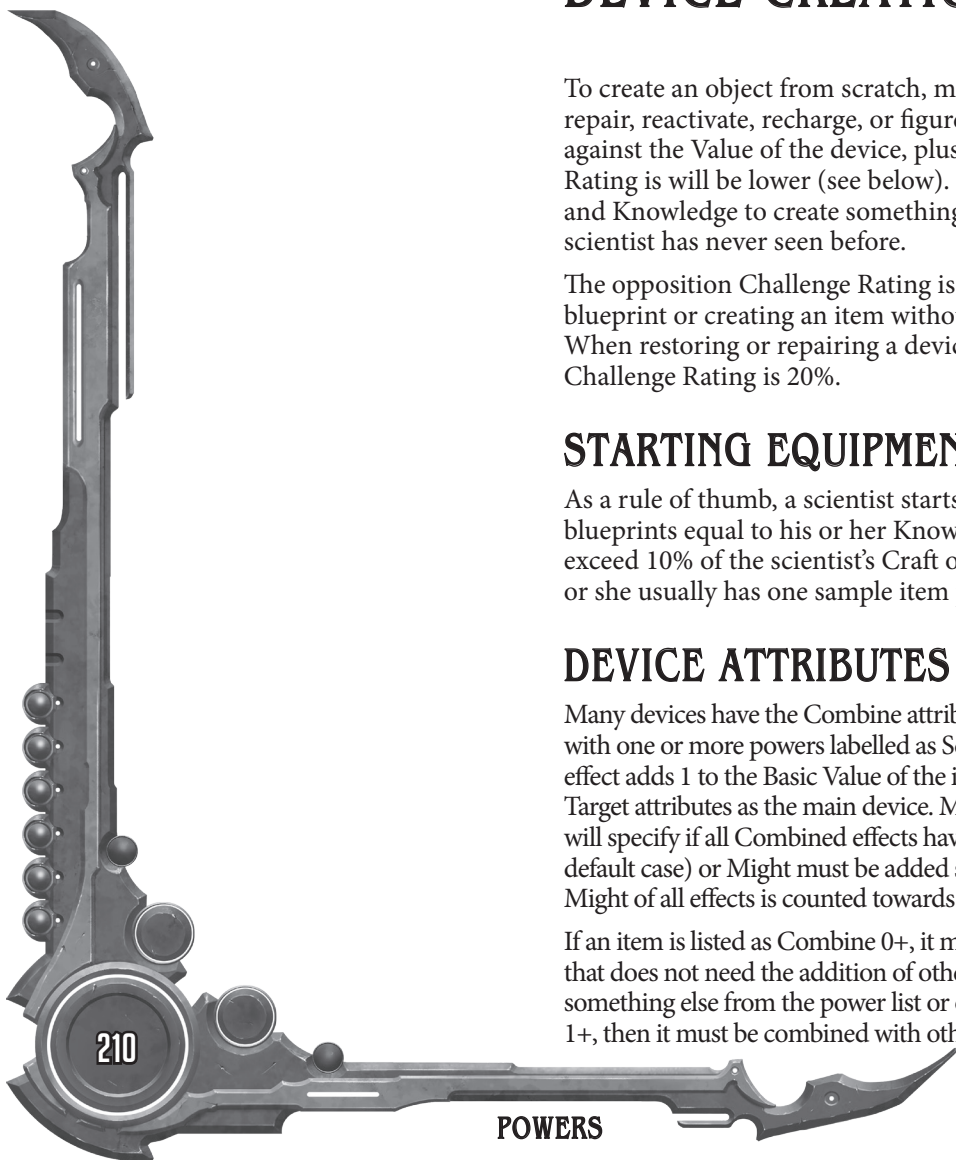 DEVICE CREATIO
To create an object from scratch, m
repair, reactivate, recharge, or figure
against the Value of the device, plus
Rating is will be lower (see below).
and Knowledge to create something
scientist has never seen before.
The opposition Challenge Rating is
blueprint or creating an item withou
When restoring or repairing a devic
Challenge Rating is 20%.
STARTING EQUIPMEN
As a rule of thumb, a scientist starts
blueprints equal to his or her Know
exceed 10% of the scientist’s Craft o
or she usually has one sample item
DEVICE ATTRIBUTES
Many devices have the Combine attrib
with one or more powers labelled as S
effect adds 1 to the Basic Value of the i
Target attributes as the main device. M
will specify if all Combined effects hav
default case) or Might must be added
Might of all effects is counted towards
If an item is listed as Combine 0+, it m
that does not need the addition of othe
something else from the power list or
1+, then it must be combined with oth
210
POWERS